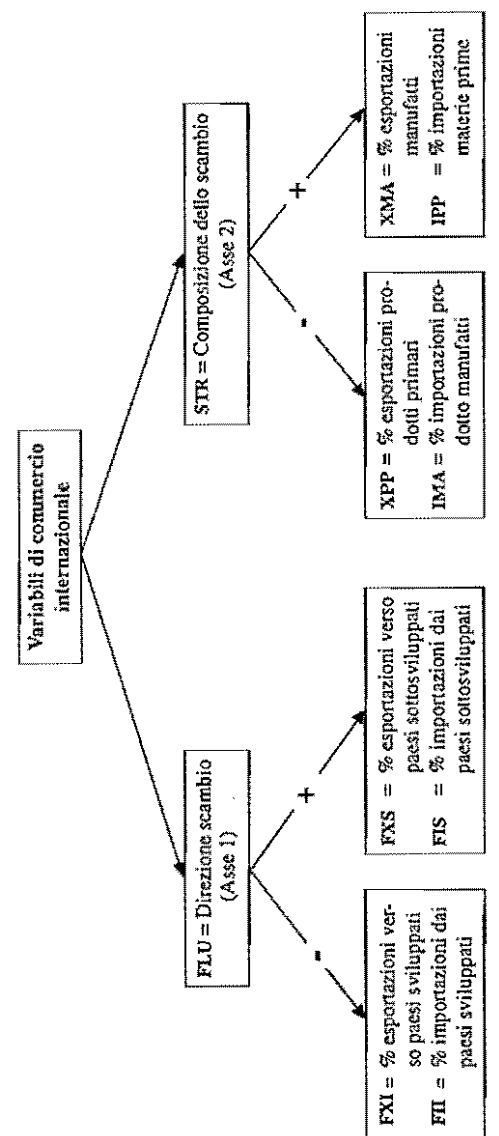 Variabili di commercio
internazionale
FLU = Direzione scambio
(Asse 1)
STR = Composizione dello scambio
(Asse 2)
-
+
-
+
FXI = % esportazioni ver-
so paesi sviluppati
FII = % importazioni dai
paesi sviluppati
FXS = % esportazioni verso
paesi sottosviluppati
FIS = % importazioni dai
paesi sottosviluppati
XPP = % esportazioni pro-
dotti primari
IMA = % importazioni pro-
dotto manufatti
XMA = % esportazioni
manufatti
IPP = % importazioni
materie prime